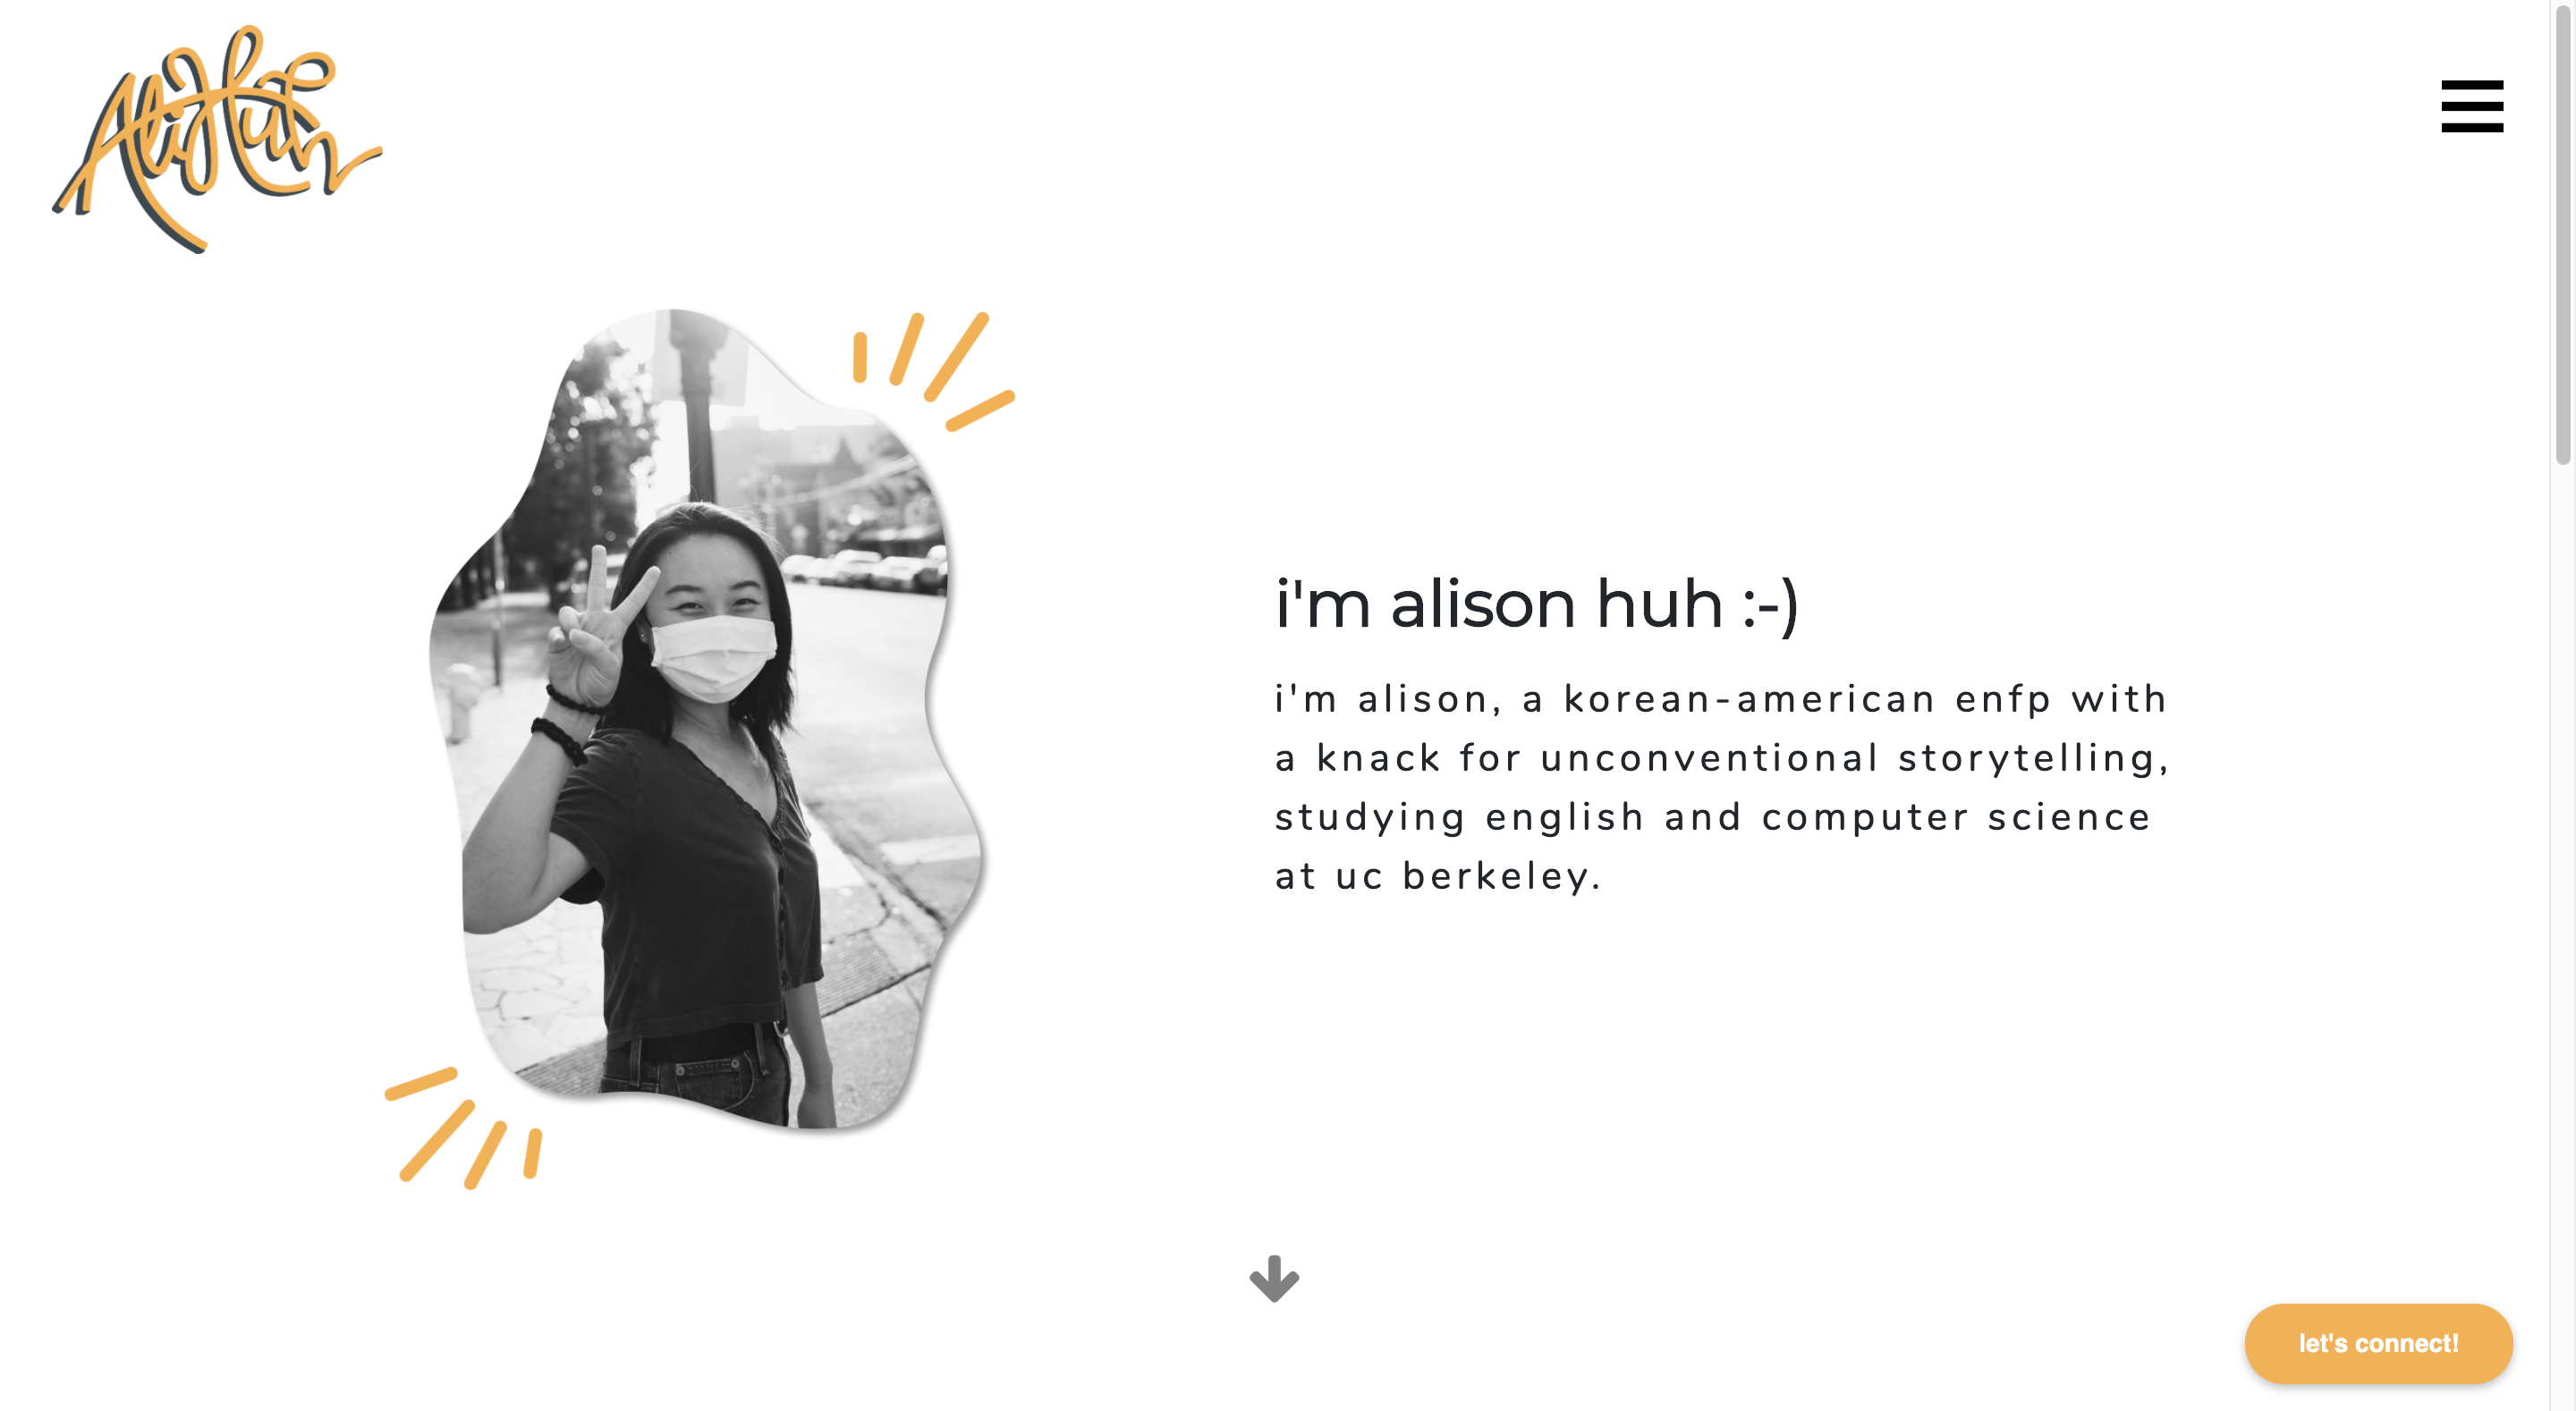 AliHuh
i'm alison huh :-)
i'm alison, a korean-american enfp with
a knack for unconventional storytelling,
studying english and computer science
at uc berkeley.
let's connect!